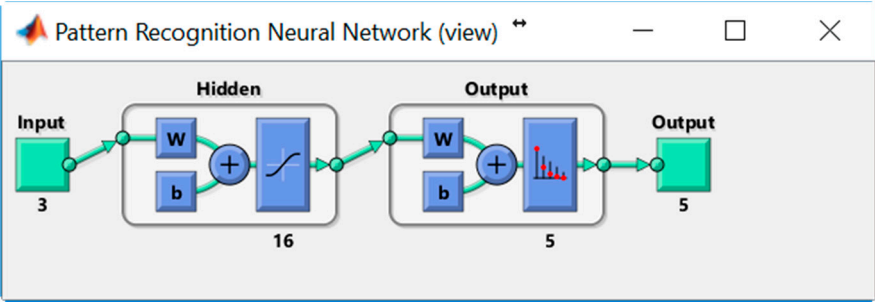 Pattern Recognition Neural Network (view)
Hidden
Output
Input
Output
W
W
+
+
b
b
3
5
16
5